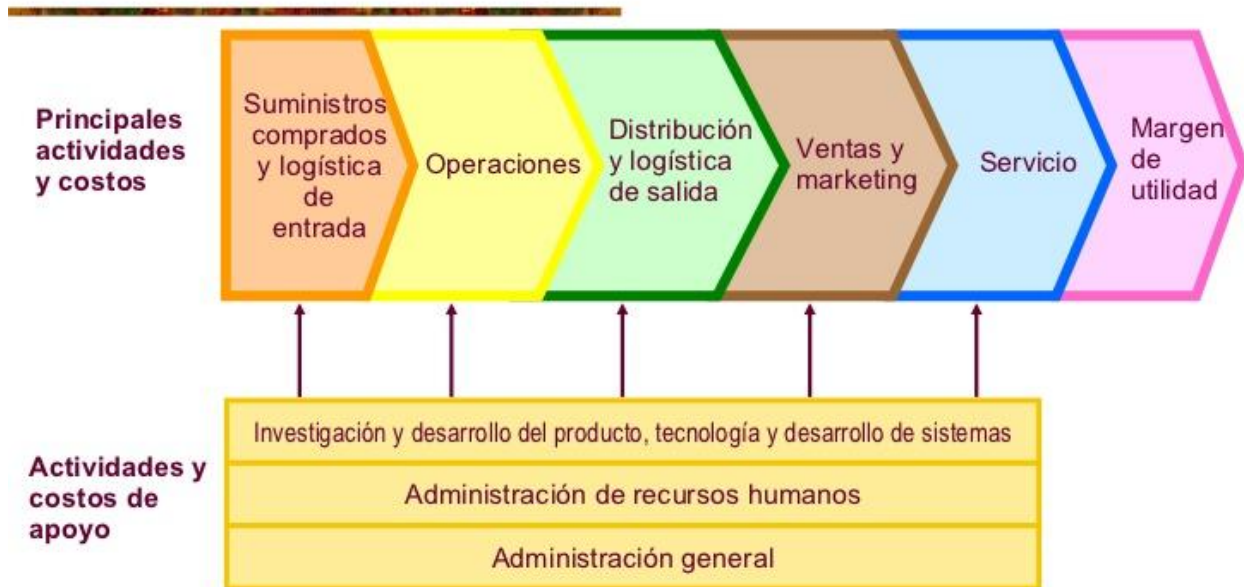 Principales
actividades
y costos
Suministros
comprados
y logística
de
entrada
Operaciones
Distribución
y logística
de salida
Ventas y
marketing
Servicio
Margen
de
utilidad
Actividades y
costos de
apoyo
Investigación y desarrollo del producto, tecnología y desarrollo de sistemas
Administración de recursos humanos
Administración general